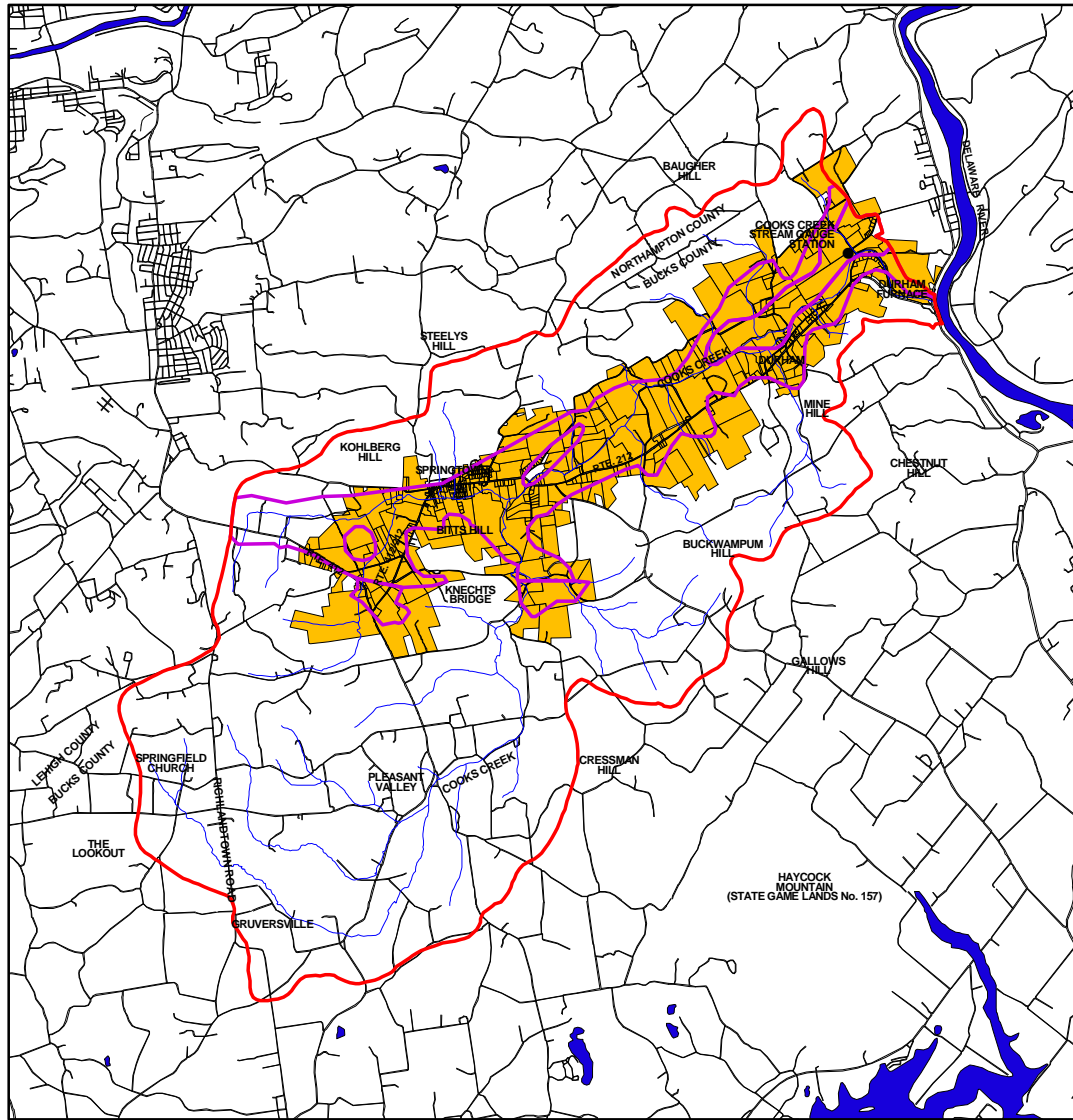 DELAWARE RIVER
BAUGHER
HILL
NORTHAMPTON COUNTY
BUCKS COUNTY
COOKS CREEK
STREAM GAUGE
STATION
DURHAM
FURNACE
STEELYS
HILL
COOKS CREEK
DURHAM
MINE
HILL
KOHLBERG
HILL
CHESTNUT
HILL
RTE. 212
BITTS HILL
BUCKWAMPUM
HILL
KNECHTS
BRIDGE
GALLOWS
HILL
LEHIGH COUNTY
BUCKS COUNTY
SPRINGFIELD
CHURCH
RICHLANDTOWN ROAD
PLEASANT
VALLEY
COOKS CREEK
CRESSMAN
HILL
THE
LOOKOUT
HAYCOCK
MOUNTAIN
(STATE GAME LANDS No. 157)
GRUVERSVILLE